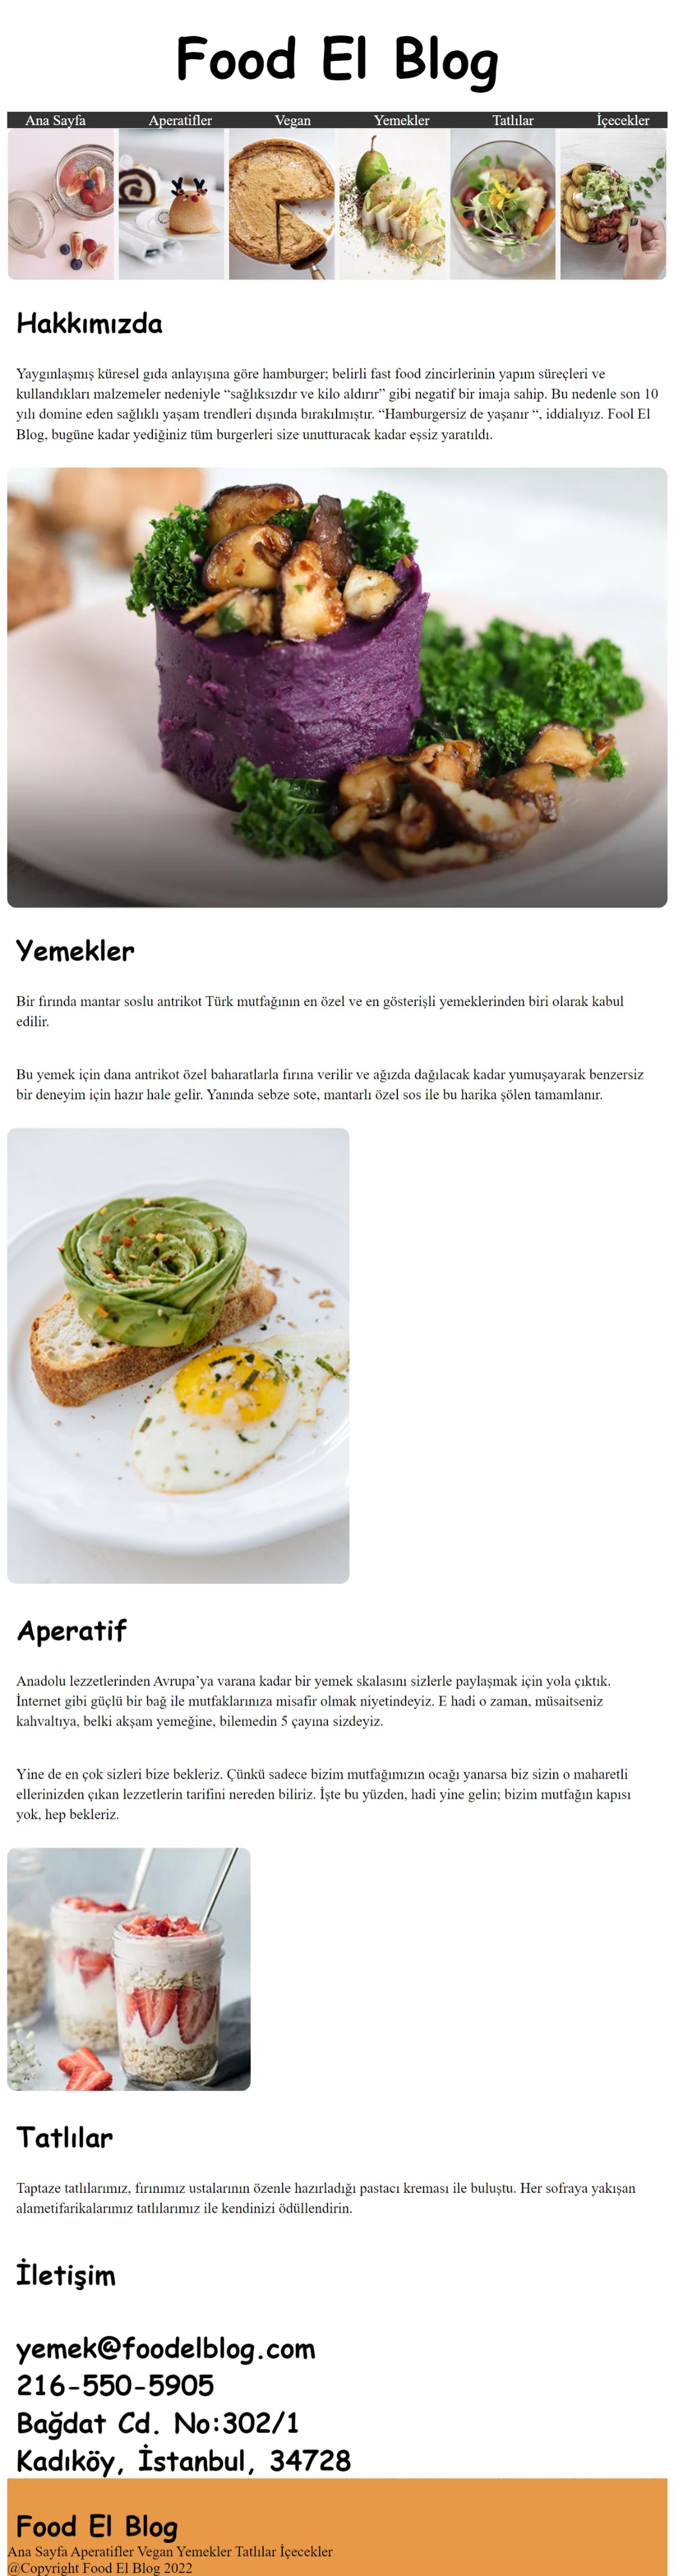 Food El Blog
Ana Sayfa Aperatifler Vegan Yemekler Tatlılar İçecekler
Hakkımızda
Yaygınlaşmış küresel gıda anlayışına göre hamburger; belirli fast food zincirlerinin yapım süreçleri ve
kullandıkları malzemeler nedeniyle “sağlıksızdır ve kilo aldırır” gibi negatif bir imaja sahip. Bu nedenle son 10
yılı domine eden sağlıklı yaşam trendleri dışında bırakılmıştır. “Hamburgersiz de yaşanır “, iddialıyız. Fool El
Blog, bugüne kadar yediğiniz tüm burgerleri size unutturacak kadar eşsiz yaratıldı.
Yemekler
Bir fırında mantar soslu antrikot Türk mutfağının en özel ve en gösterişli yemeklerinden biri olarak kabul
edilir.
Bu yemek için dana antrikot özel baharatlarla fırına verilir ve ağızda dağılacak kadar yumuşayarak benzersiz
bir deneyim için hazır hale gelir. Yanında sebze sote, mantarlı özel sos ile bu harika şölen tamamlanır.
Aperatif
Anadolu lezzetlerinden Avrupa’ya varana kadar bir yemek skalasını sizlerle paylaşmak için yola çıktık.
İnternet gibi güçlü bir bağ ile mutfaklarınıza misafir olmak niyetindeyiz. E hadi o zaman, müsaitseniz
kahvaltıya, belki akşam yemeğine, bilemedin 5 çayına sizdeyiz.
Yine de en çok sizleri bize bekleriz. Çünkü sadece bizim mutfağımızın ocağı yanarsa biz sizin o maharetli
ellerinizden çıkan lezzetlerin tarifini nereden biliriz. İşte bu yüzden, hadi yine gelin; bizim mutfağın kapısı
yok, hep bekleriz.
Tatlılar
Taptaze tatlılarımız, fırınımız ustalarının özenle hazırladığı pastacı kreması ile buluştu. Her sofraya yakışan
alametifarikalarımız tatlılarımız ile kendinizi ödüllendirin.
İletişim
yemek@foodelblog.com
216-550-5905
Bağdat Cd. No:302/1
Kadıköy, İstanbul, 34728
Food El Blog
Ana Sayfa Aperatifler Vegan Yemekler Tatlılar İçecekler
@Copyright Food El Blog 2022